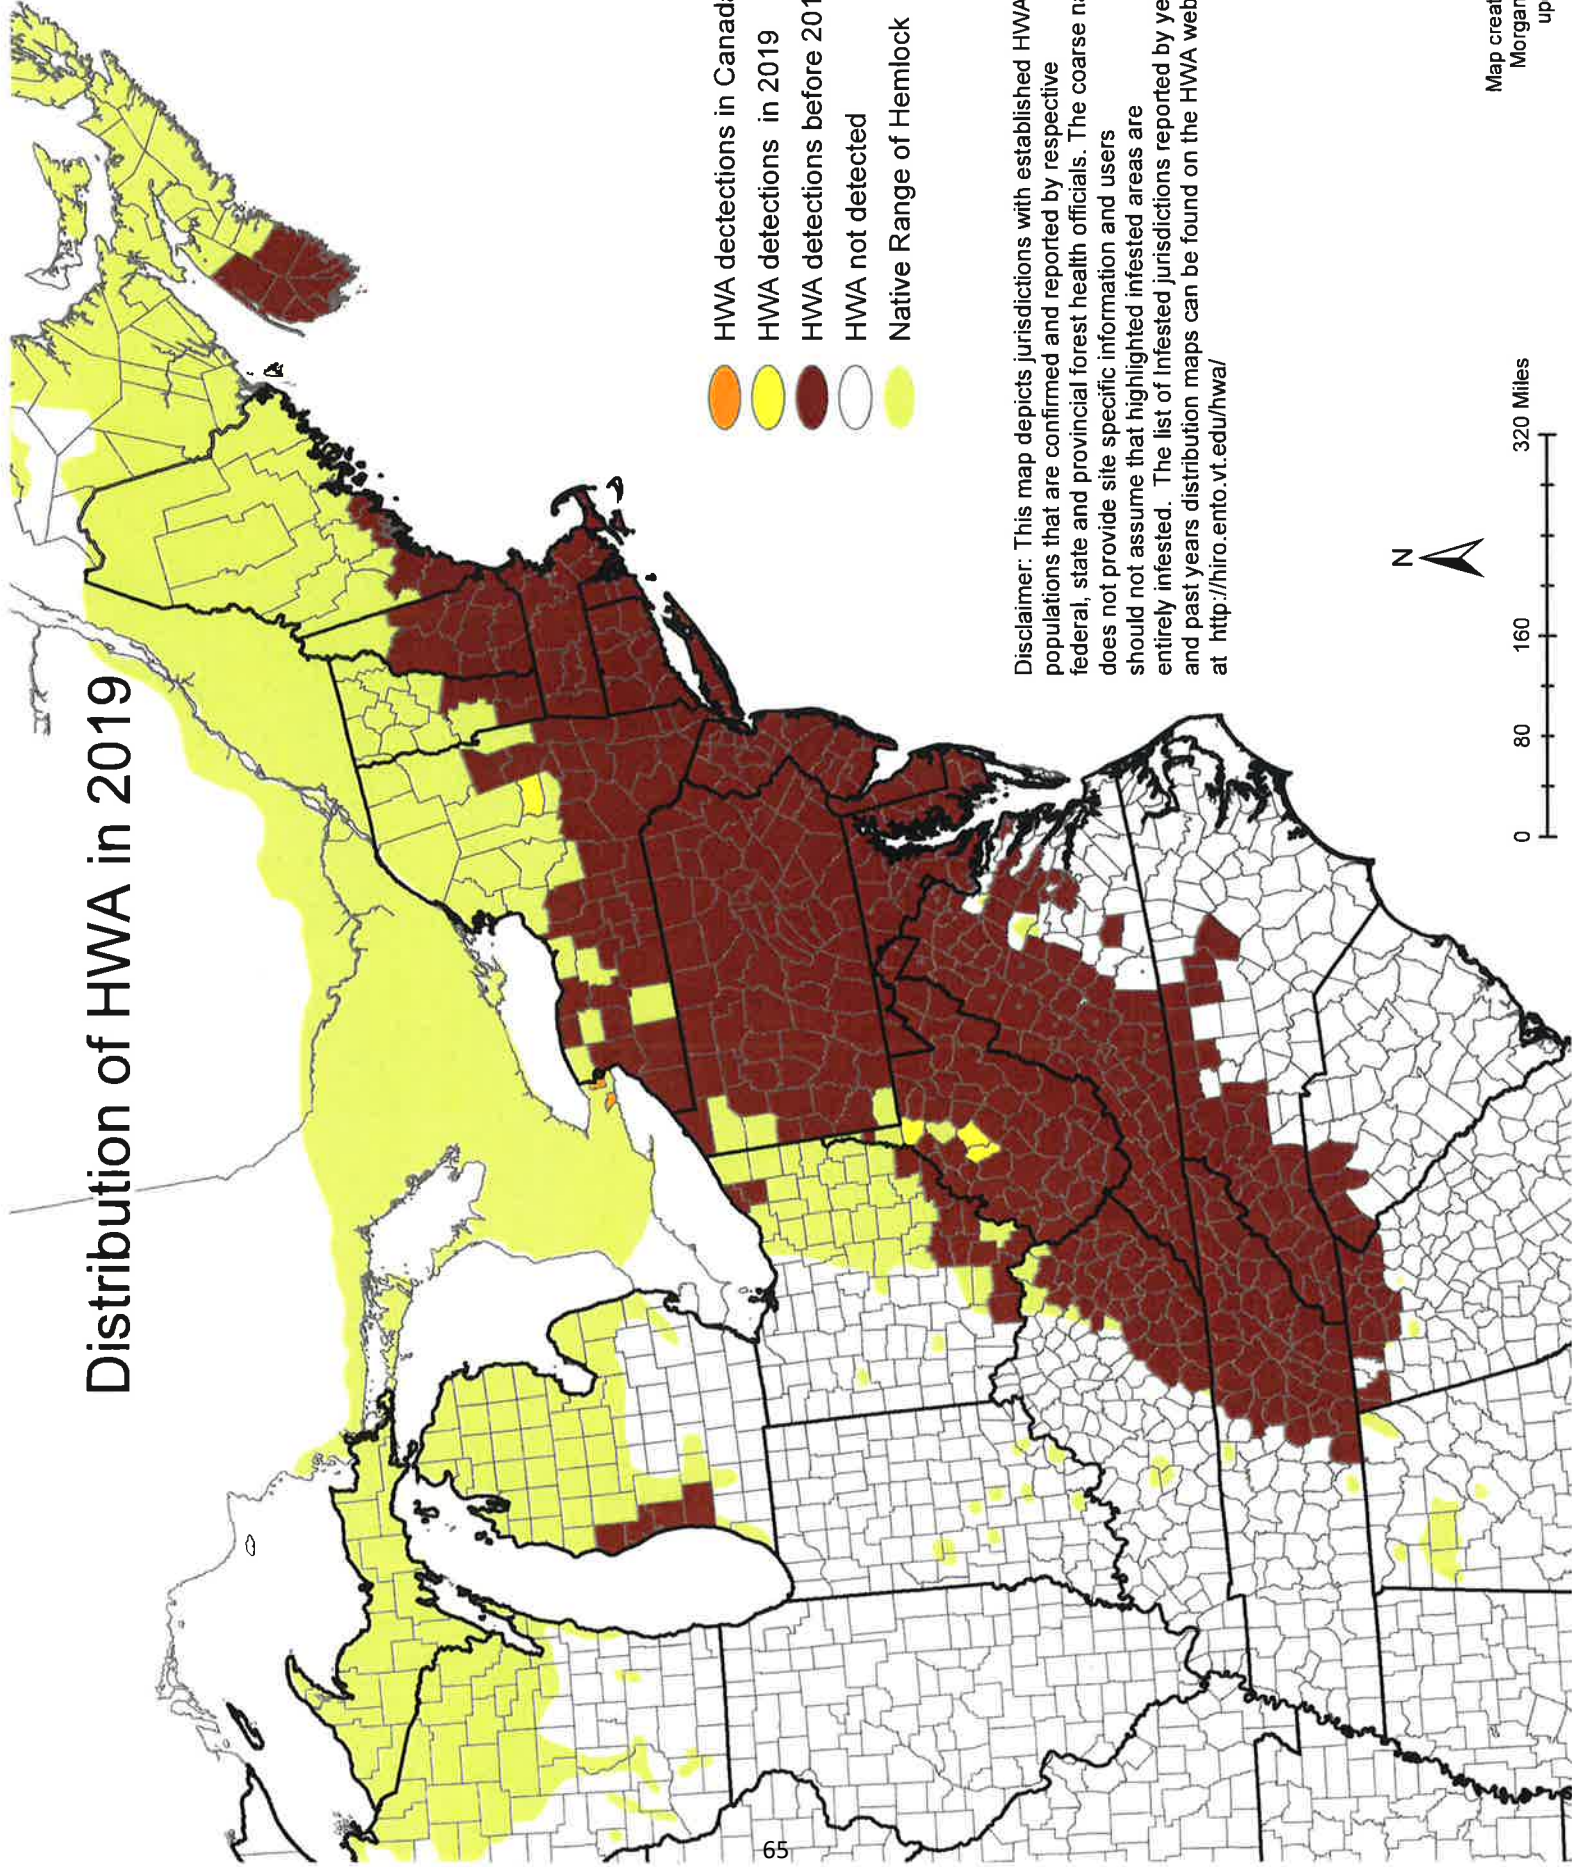 Distribution of HWA in 2019
HWA dectections in Canada
HWA detections in 2019
HWA detections before 201
HWA not detected
Native Range of Hemlock
Disclaimer: This map depicts jurisdictions with established HWA
populations that are confirmed and reported by respective
federal, state and provincial forest health officials. The coarse na
does not provide site specific information and users
should not assume that highlighted infested areas are
entirely infested. The list of Infested jurisdictions reported by ye
and past years distribution maps can be found on the HWA web
at http://hiro.ento.vt.edu/hwa/
N
0 80 160 320 Miles
Map creat
Morgan
up
65